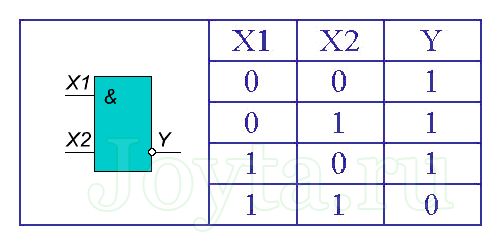 X1 X2 Y
X1
&
X2
Y
0 0 1
0 1 1
1 0 1
1 1 0
Joyta.ru